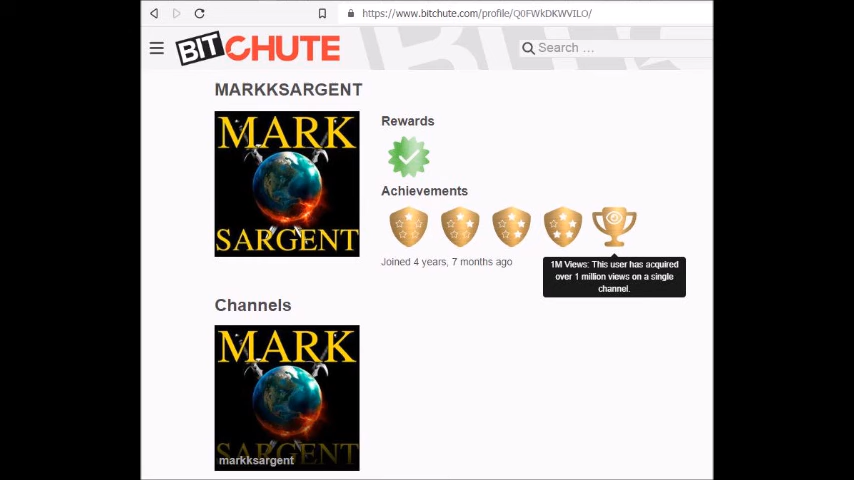 https://www.bitchute.com/profile/Q0FWkDKWVILO/
BITCHUTE
Search ...
MARKKSARGENT
MARK
SARGENT
Rewards
Achievements
Joined 4 years, 7 months ago
1M Views: This user has acquired
over 1 million views on a single
channel.
Channels
MARK
SARGENT
markksargent